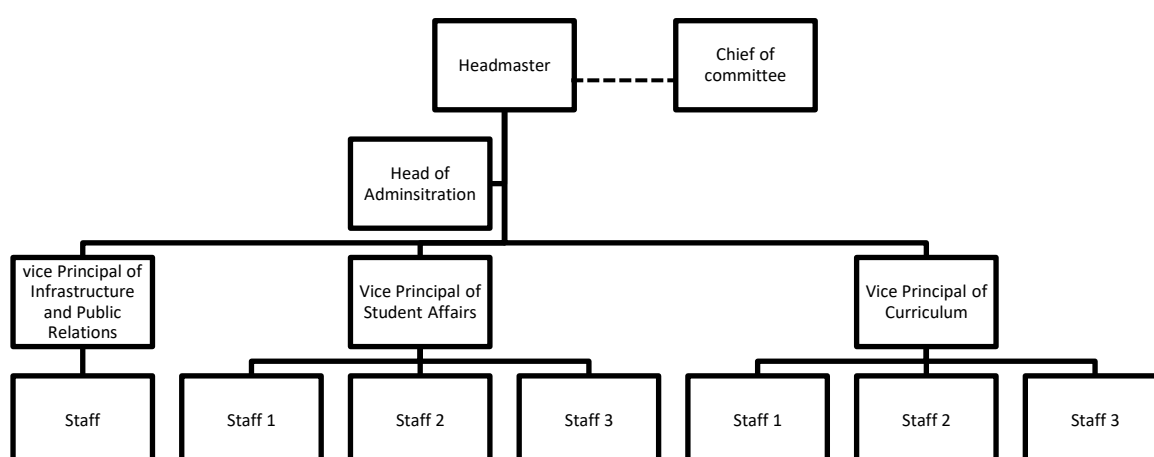 Headmaster
Chief of
committee
Head of
Adminsitration
vice Principal of
Infrastructure
and Public
Relations
Vice Principal of
Student Affairs
Vice Principal of
Curriculum
Staff
Staff 1
Staff 2
Staff 3
Staff 1
Staff 2
Staff 3